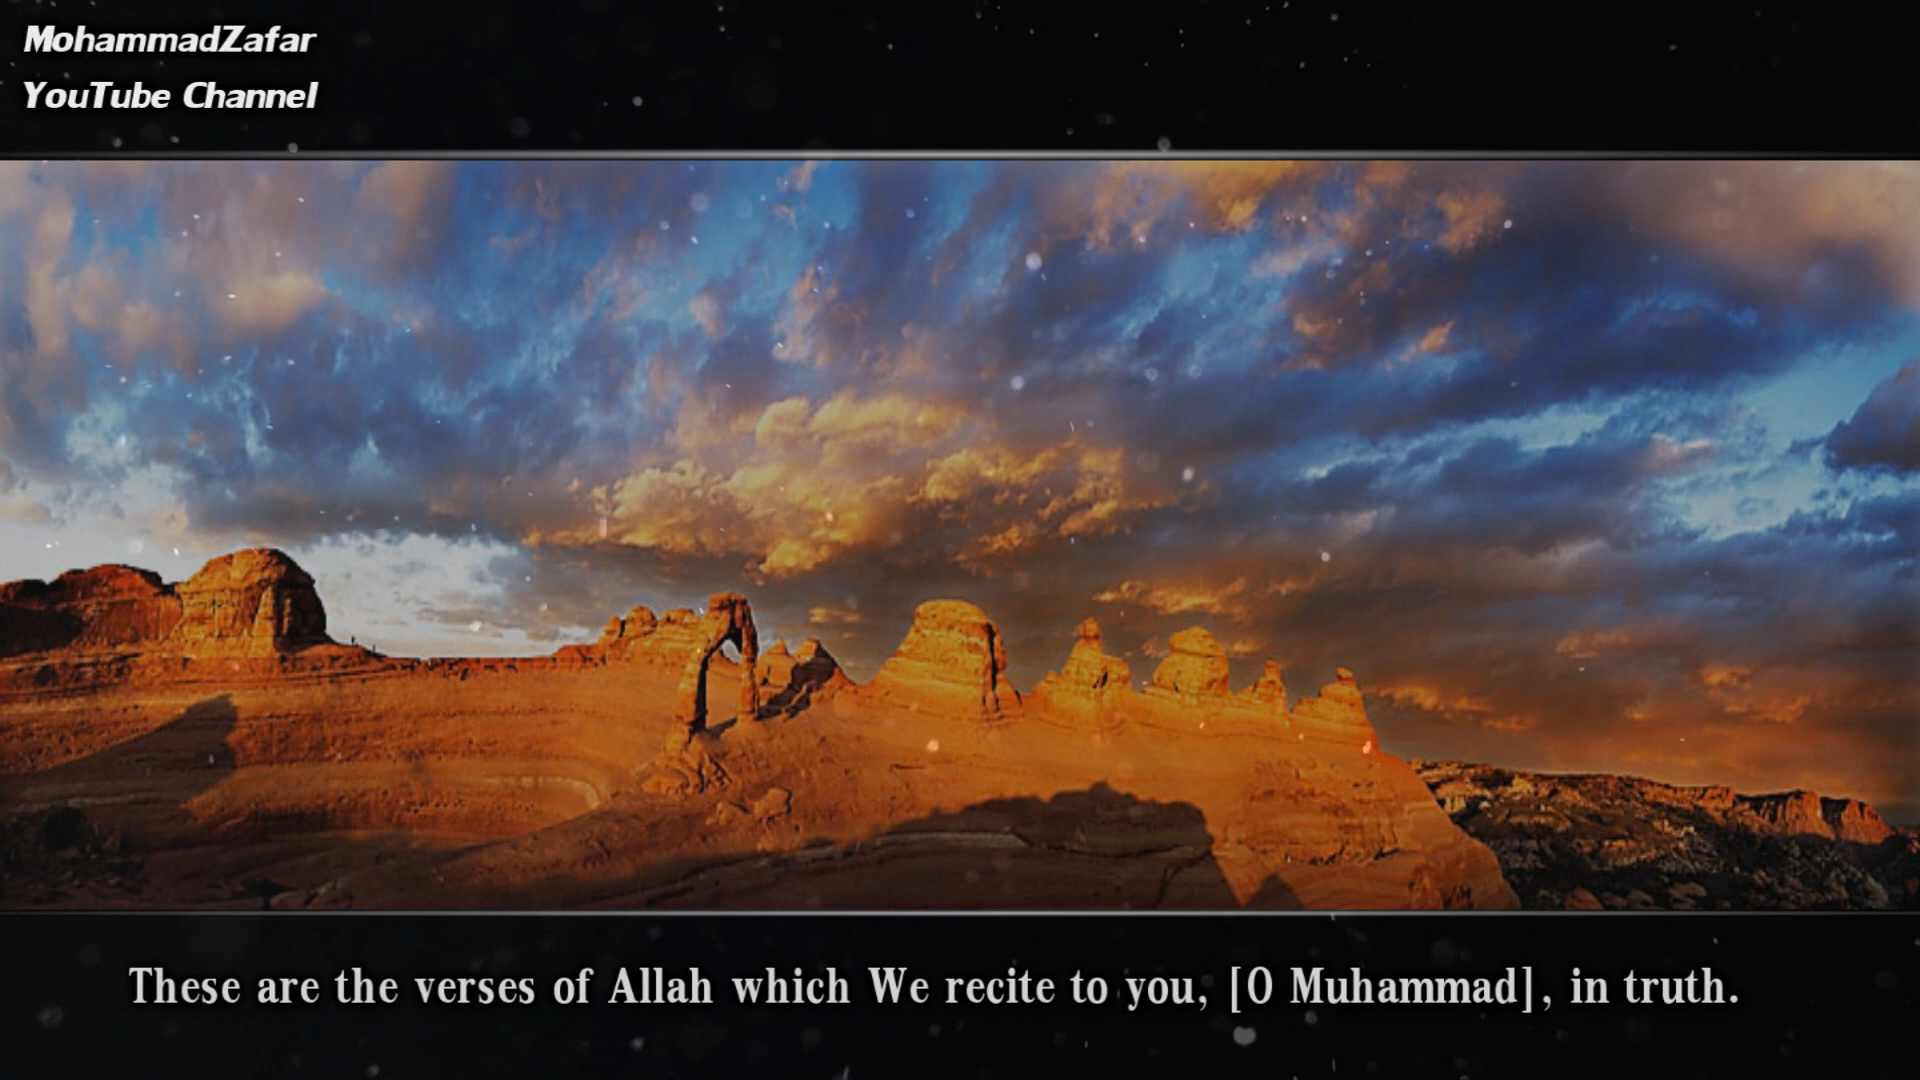 MohammadZafar
YouTube Channel
These are the verses of Allah which We recite to you, [O Muhammad], in truth.